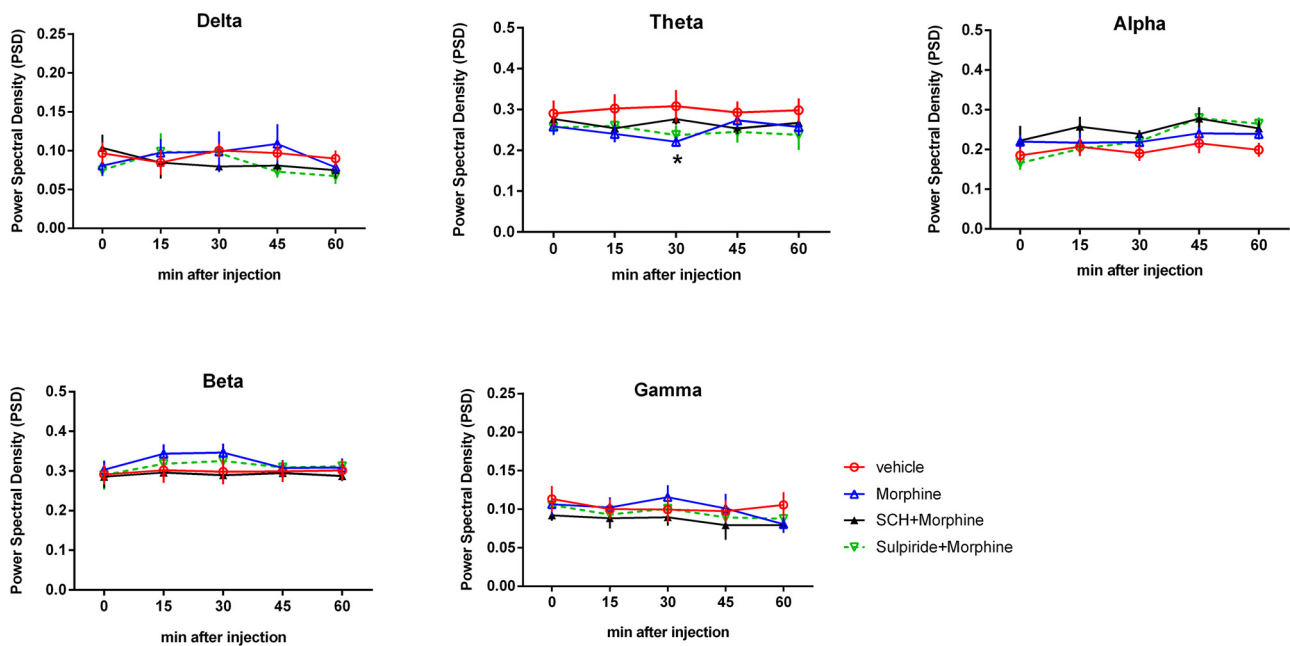 Delta
Power Spectral Density (PSD)
0.25
0.20
0.15
0.10
0.05
0.00
0 15 30 45 60
min after injection
Theta
Power Spectral Density (PSD)
0.5
0.4
0.3
0.2
0.1
0.0
*
0 15 30 45 60
min after injection
Alpha
Power Spectral Density (PSD)
0.5
0.4
0.3
0.2
0.1
0.0
0 15 30 45 60
min after injection
Beta
Power Spectral Density (PSD)
0.5
0.4
0.3
0.2
0.1
0.0
0 15 30 45 60
min after injection
Gamma
Power Spectral Density (PSD)
0.25
0.20
0.15
0.10
0.05
0.00
0 15 30 45 60
min after injection
vehicle
Morphine
SCH+Morphine
Sulpiride+Morphine